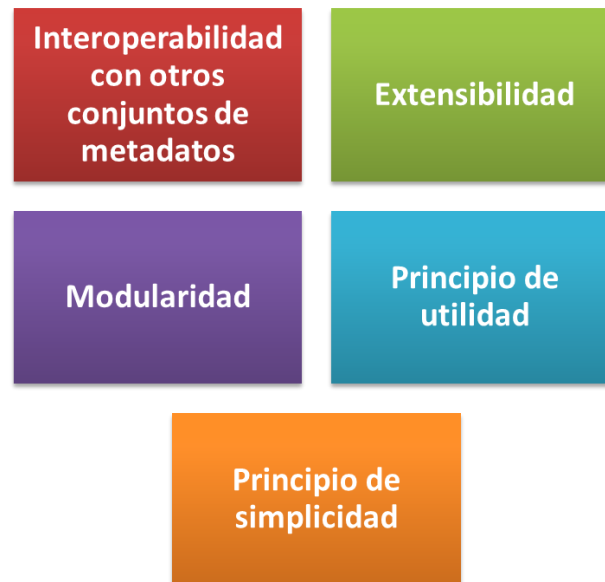 Interoperabilidad
con otros
conjuntos de
metadatos
Extensibilidad
Modularidad
Principio de
utilidad
Principio de
simplicidad